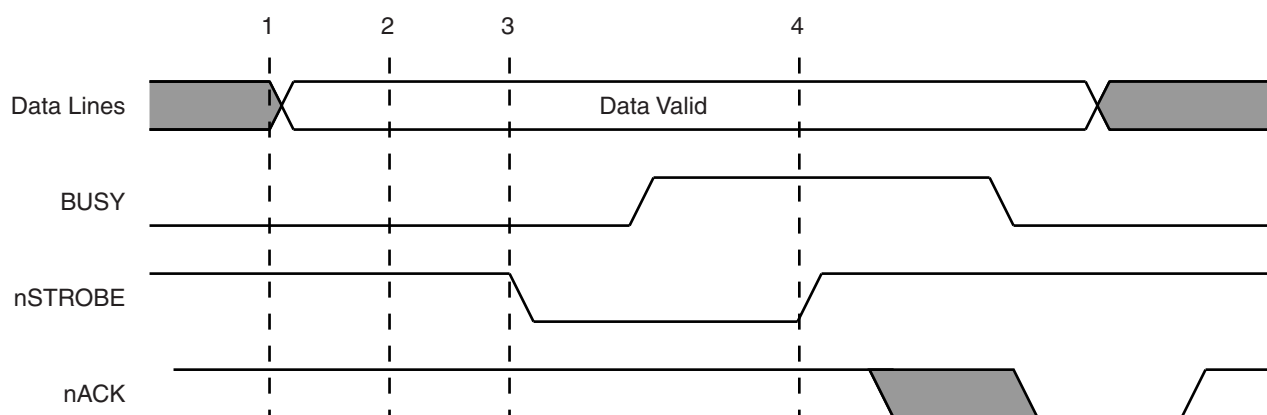 1 2 3 4
Data Lines Data Valid
BUSY
nSTROBE
nACK